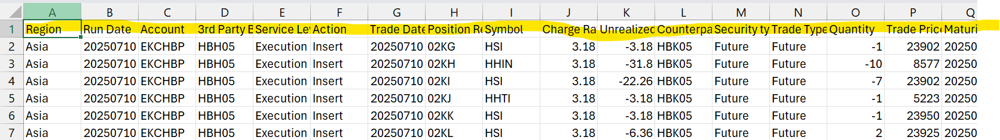 A B C D E F G H I J K L M N O P Q
1 Region Run Date Account 3rd Party B Service Lev Action Trade Date Position Re Symbol Charge Ra Unrealized Counterpa Security ty Trade Type Quantity Trade Pric Maturi
2 Asia 20250710 EKCHBP HBH05 Execution Insert 20250710 02KG HSI 3.18 -3.18 HBK05 Future Future -1 23902 20250
3 Asia 20250710 EKCHBP HBH05 Execution Insert 20250710 02KH HHIN 3.18 -31.8 HBK05 Future Future -10 8577 20250
4 Asia 20250710 EKCHBP HBH05 Execution Insert 20250710 02KI HSI 3.18 -22.26 HBK05 Future Future -7 23902 20250
5 Asia 20250710 EKCHBP HBH05 Execution Insert 20250710 02KJ HHTI 3.18 -3.18 HBK05 Future Future -1 5223 20250
6 Asia 20250710 EKCHBP HBH05 Execution Insert 20250710 02KK HSI 3.18 -3.18 HBK05 Future Future -1 23950 20250
7 Asia 20250710 EKCHBP HBH05 Execution Insert 20250710 02KL HSI 3.18 -6.36 HBK05 Future Future 2 23925 20250